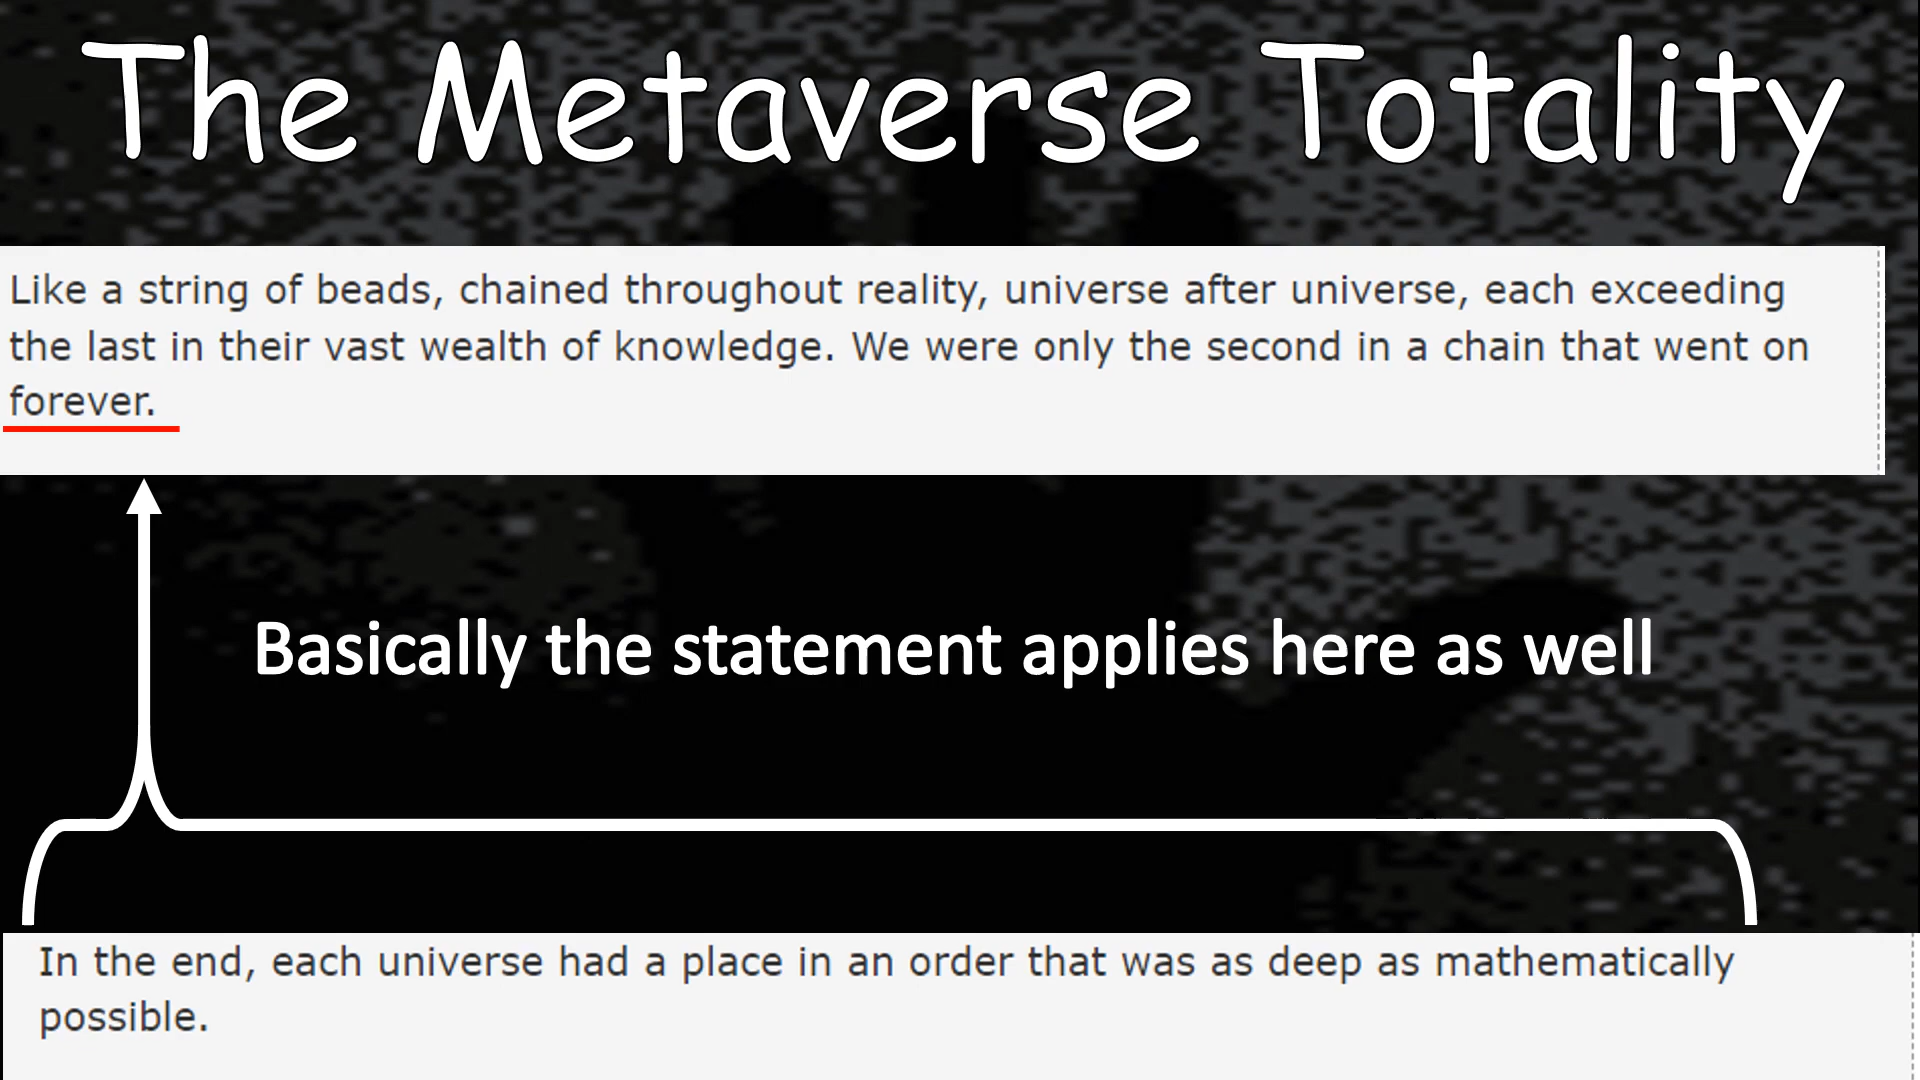 The Metaverse Totality
Like a string of beads, chained throughout reality, universe after universe, each exceeding
the last in their vast wealth of knowledge. We were only the second in a chain that went on
forever.
Basically the statement applies here as well
In the end, each universe had a place in an order that was as deep as mathematically
possible.